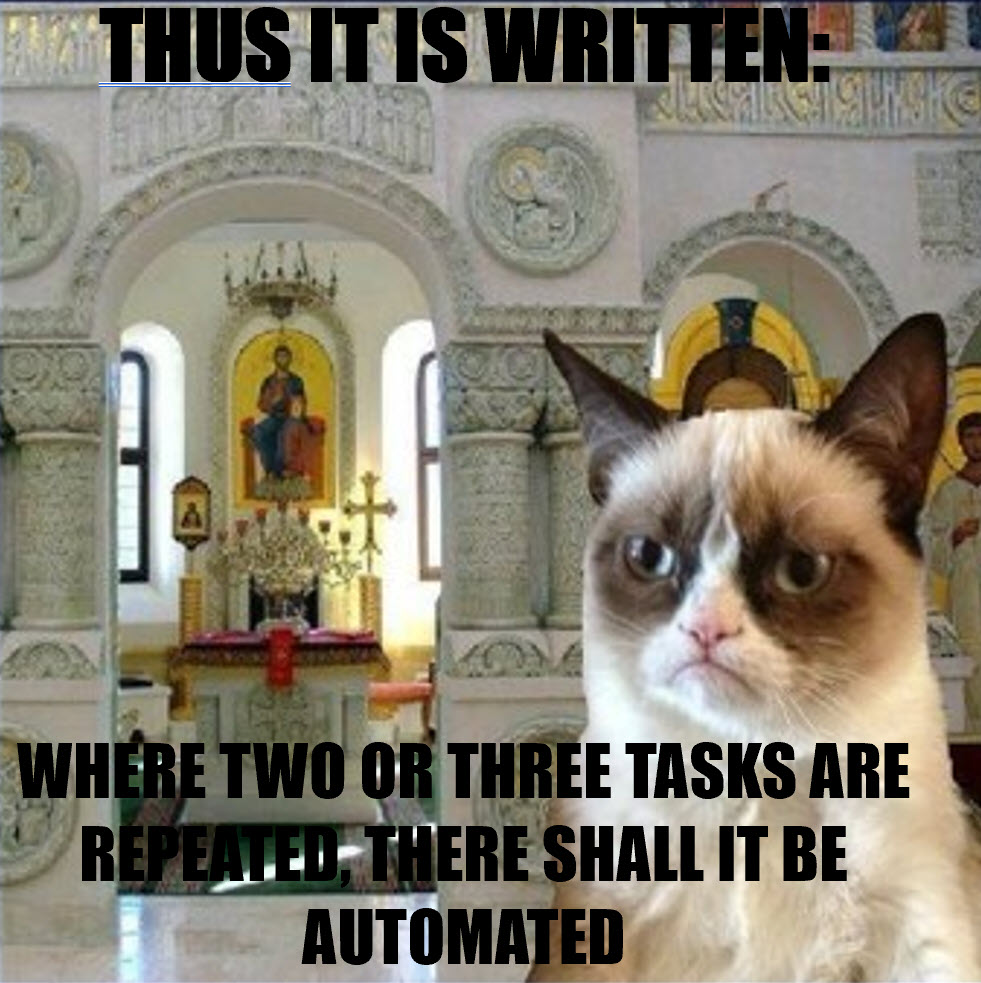 THUS IT IS WRITTEN:
WHERE TWO OR THREE TASKS ARE
REPEATED, THERE SHALL IT BE
AUTOMATED